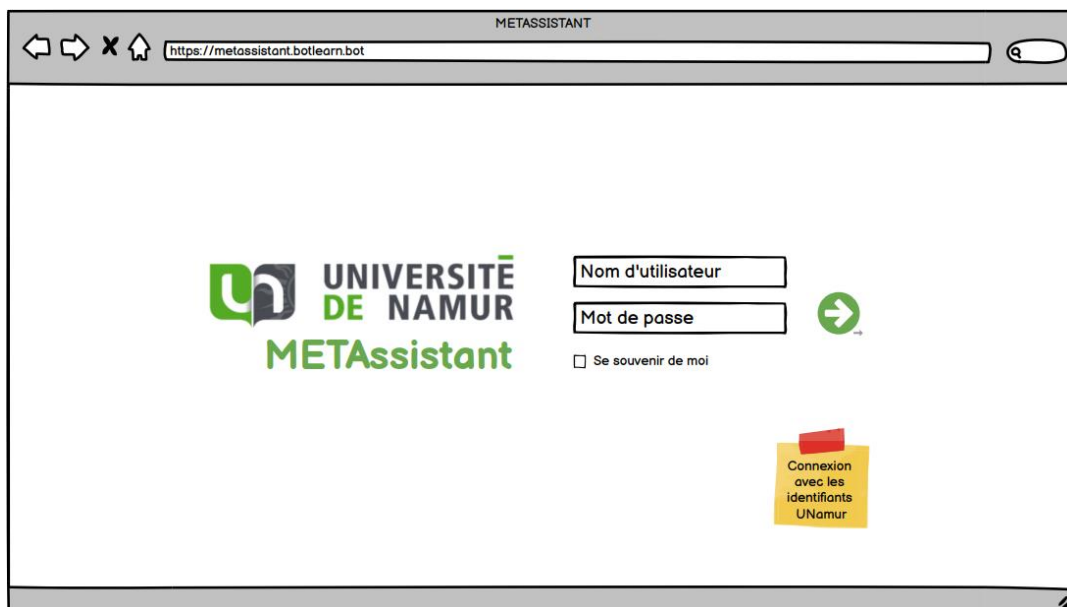 METASSISTANT
https://metassistant.botlearn.bot
UNIVERSITÉ
DE NAMUR
METAssistant
Nom d'utilisateur
Mot de passe
Se souvenir de moi
Connexion
avec les
identifiants
UNamur